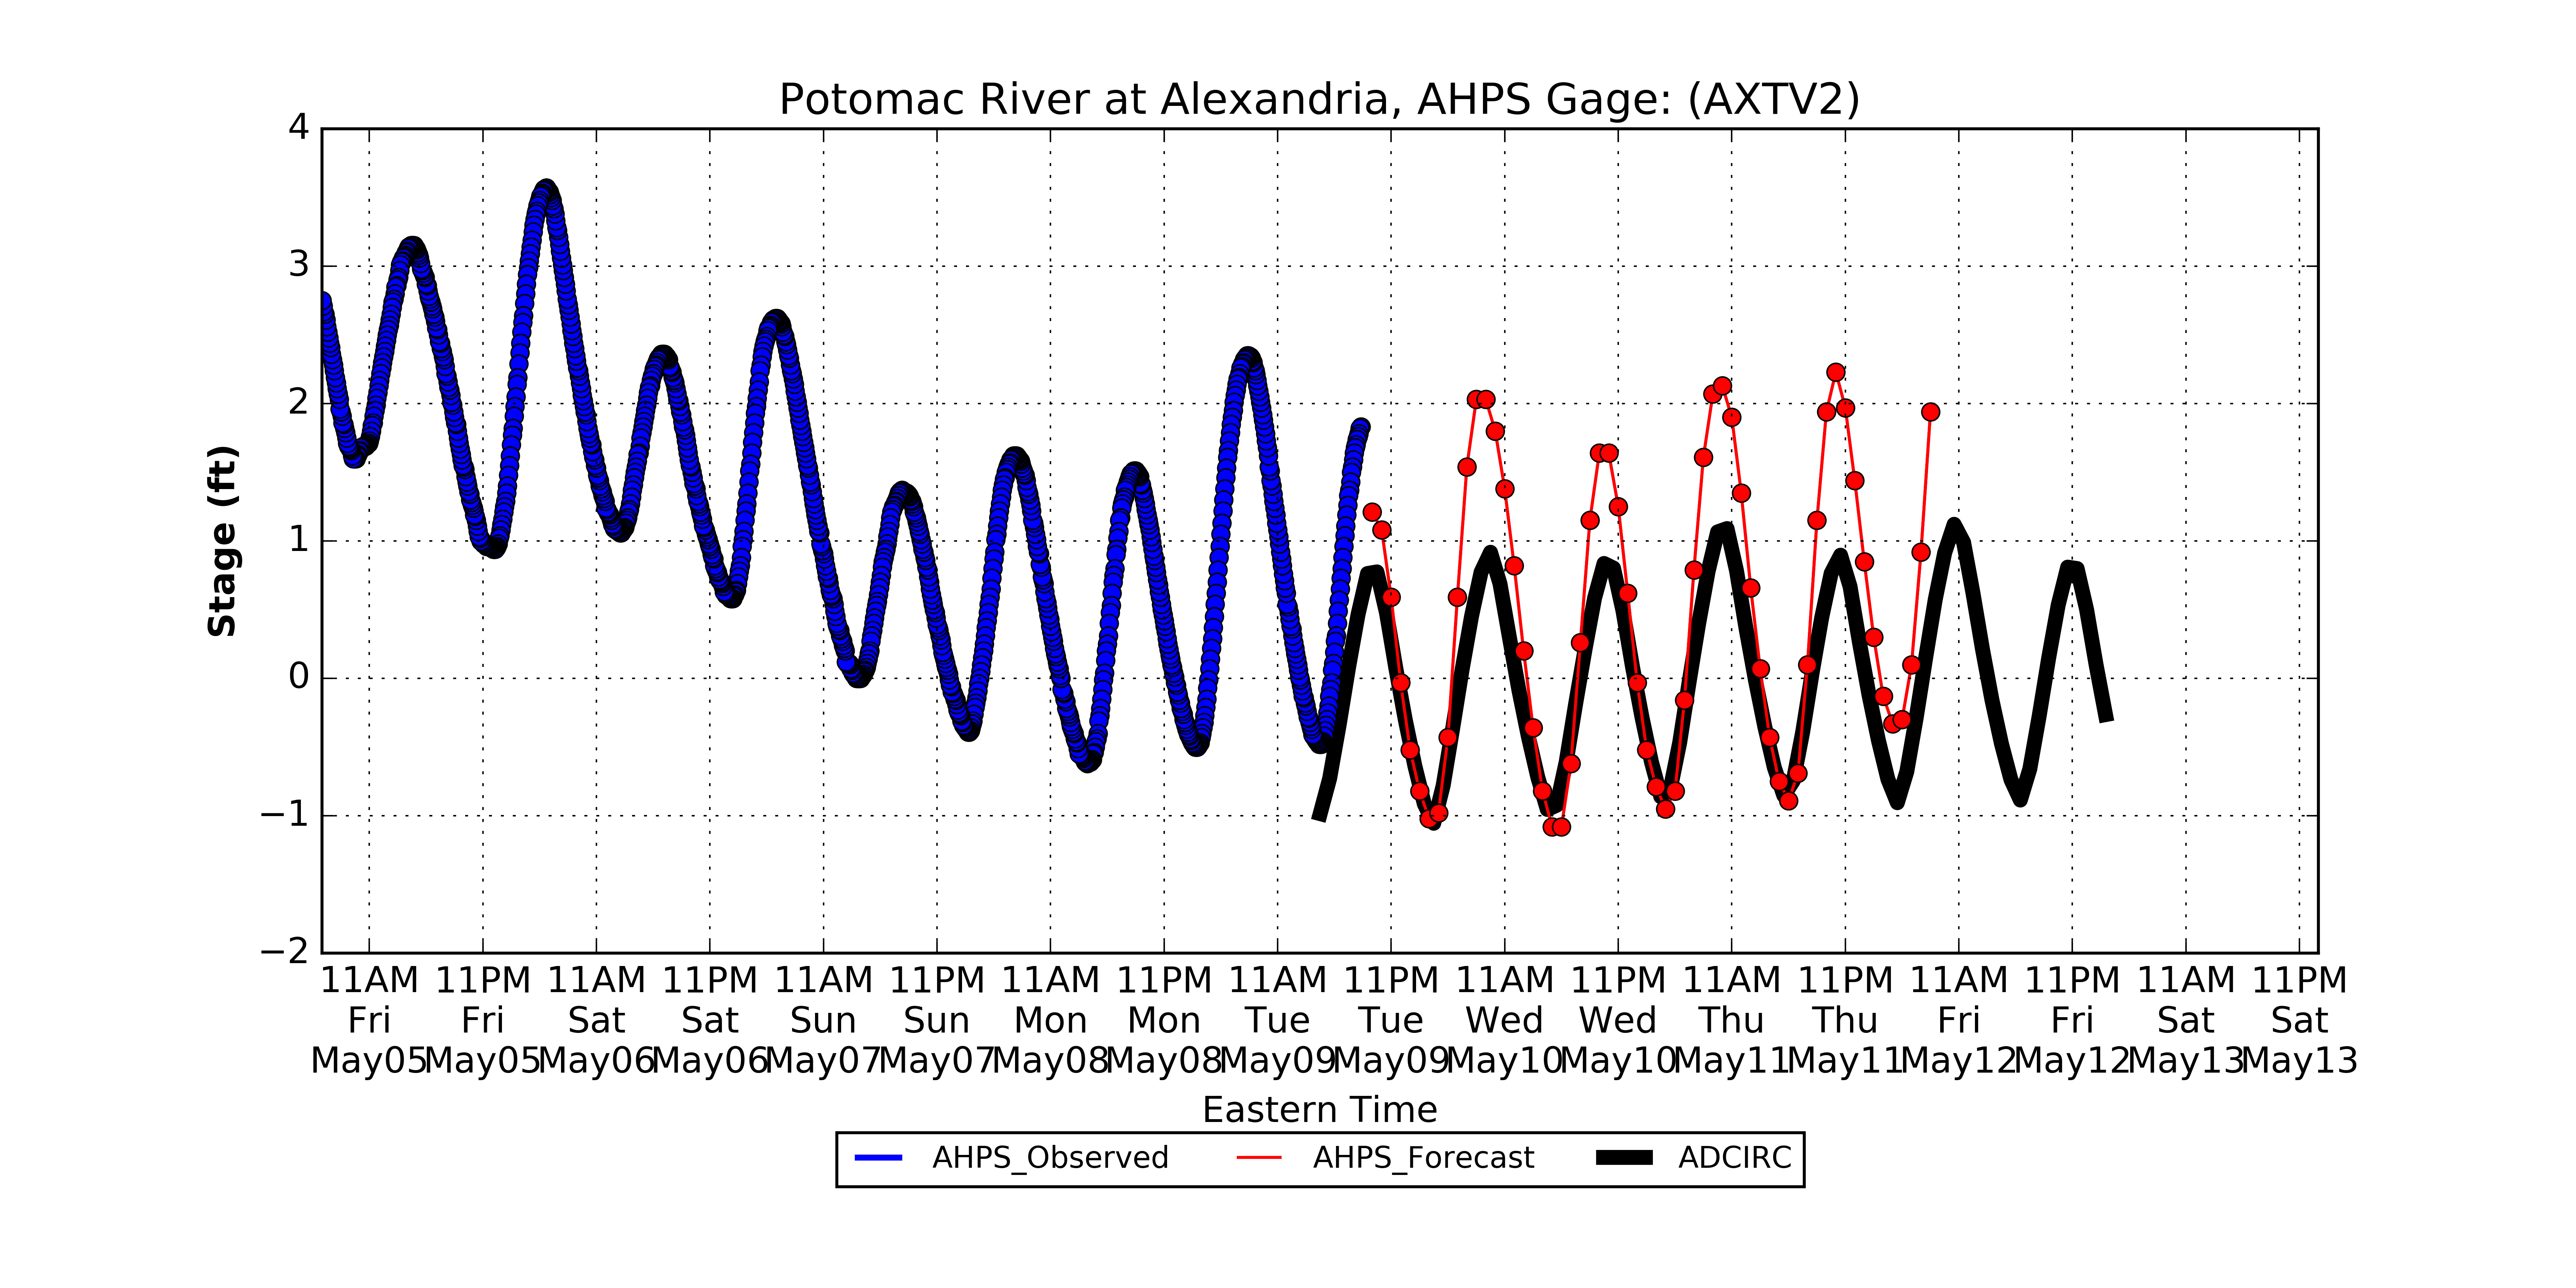 Potomac River at Alexandria, AHPS Gage: (AXTV2)
4
3
2
1
0
−1
−2
Stage (ft)
11AM 11PM 11AM 11PM 11AM 11PM 11AM 11PM 11AM 11PM 11AM 11PM 11AM 11PM 11AM 11PM 11AM 11PM
Fri Fri Sat Sat Sun Sun Mon Mon Tue Tue Wed Wed Thu Thu Fri Fri Sat Sat
May05 May05 May06 May06 May07 May07 May08 May08 May09 May09 May10 May10 May11 May11 May12 May12 May13 May13
Eastern Time
AHPS_Observed AHPS_Forecast ADCIRC